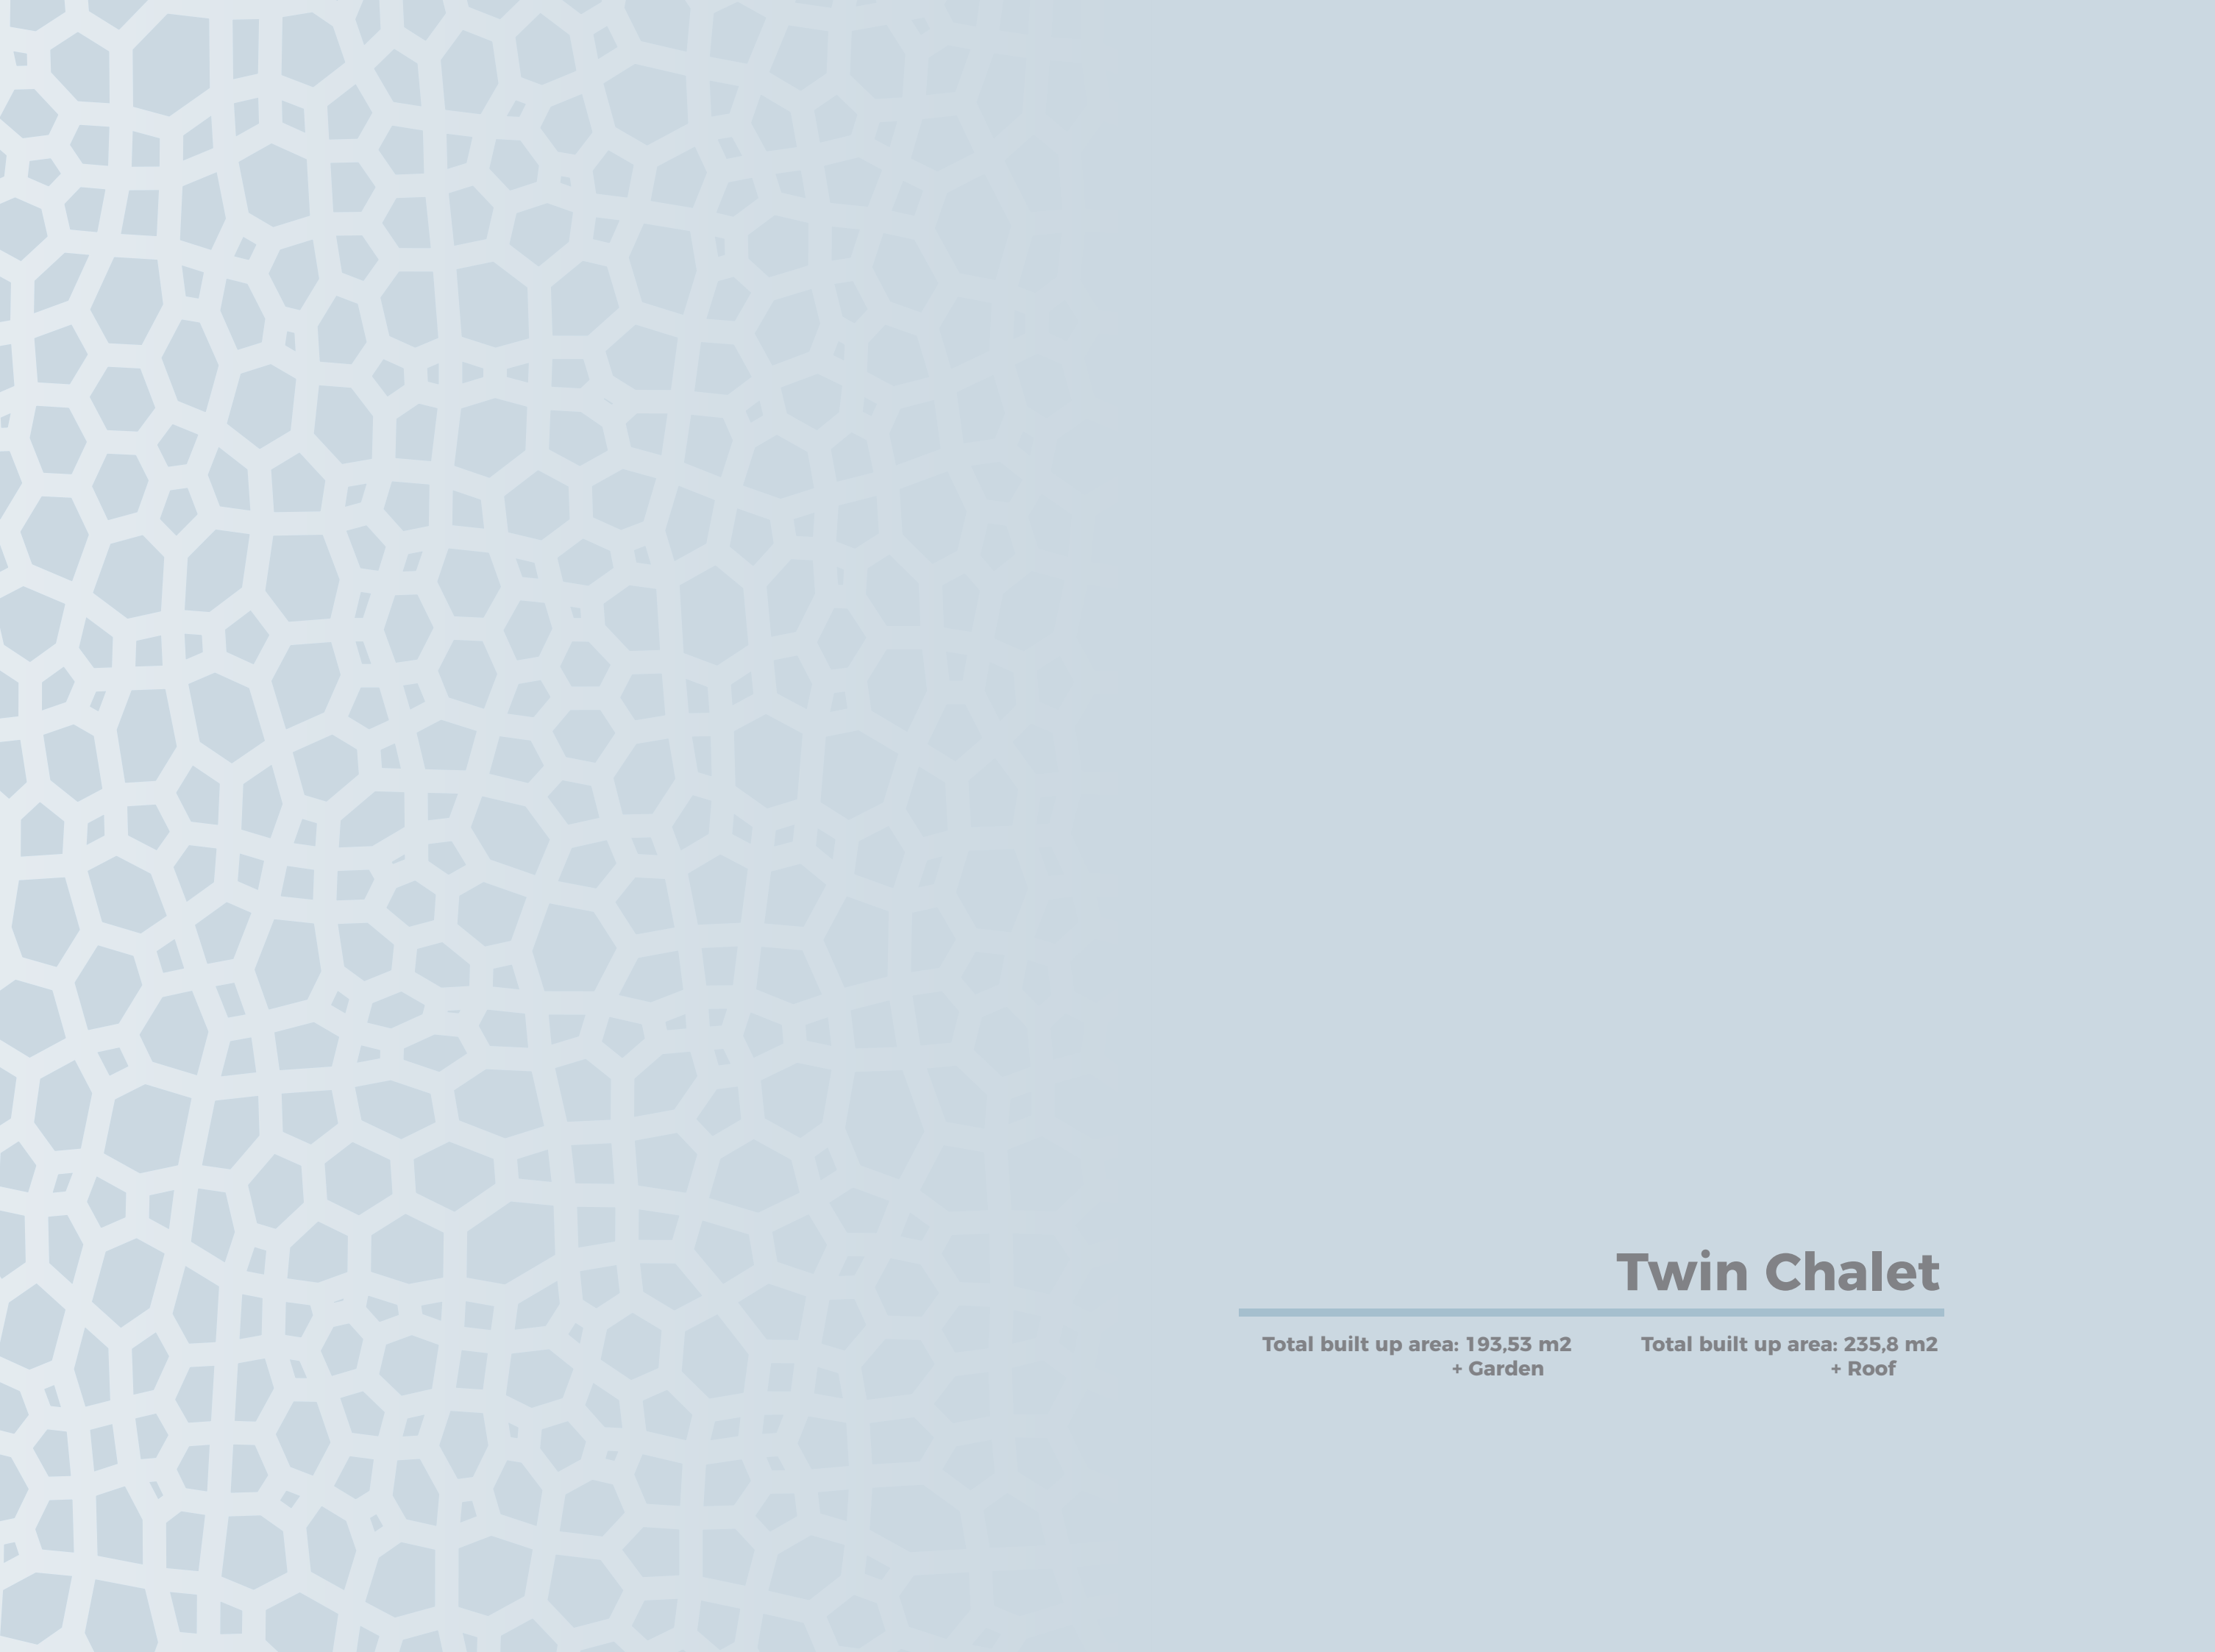 Twin Chalet
Total built up area: 193,53 m2
+ Garden
Total built up area: 235,8 m2
+ Roof